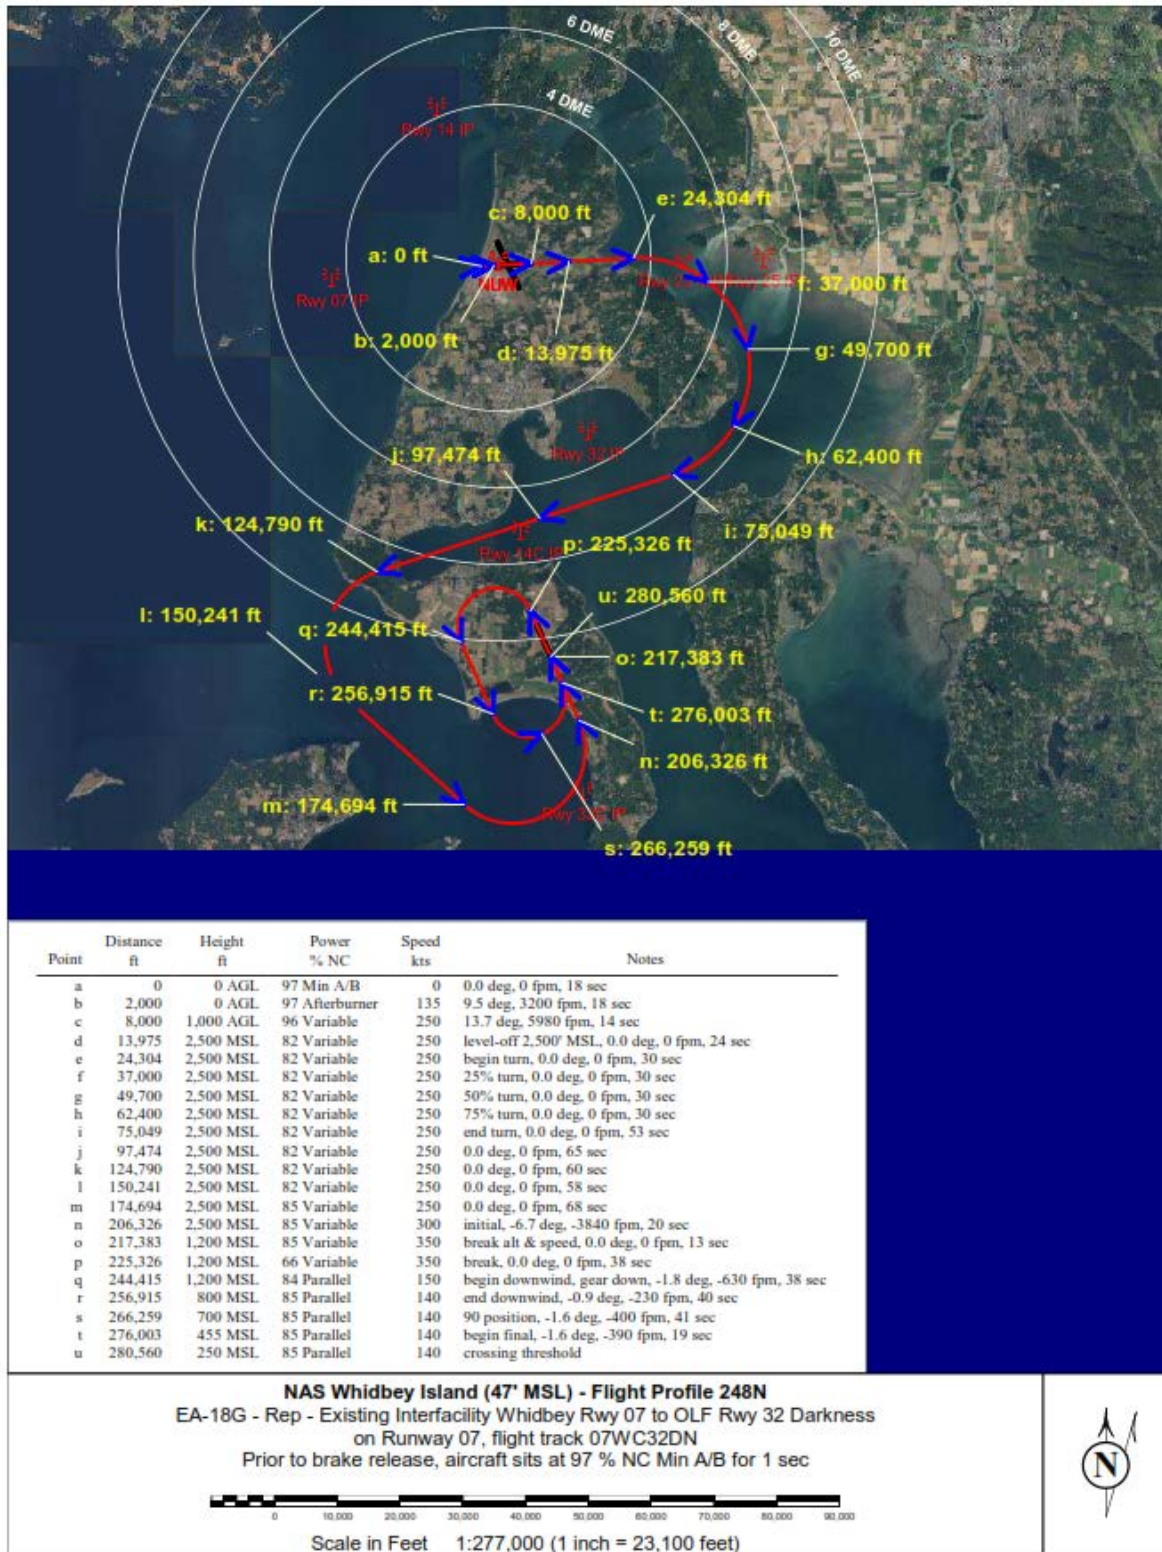 6 DME
8 DME
10 DME
4 DME
Rwy 14 IP
e: 24,304 ft
c: 8,000 ft
a: 0 ft
Rwy 07 IP
NUW
Rwy 25 IP
f: 37,000 ft
b: 2,000 ft
d: 13,975 ft
g: 49,700 ft
j: 97,474 ft
Rwy 32 IP
h: 62,400 ft
k: 124,790 ft
i: 75,049 ft
p: 225,326 ft
u: 280,560 ft
l: 150,241 ft
q: 244,415 ft
o: 217,383 ft
r: 256,915 ft
t: 276,003 ft
n: 206,326 ft
m: 174,694 ft
s: 266,259 ft
Point Distance ft Height ft Power % NC Speed kts Notes
a 0 0 AGL 97 Min A/B 0 0.0 deg, 0 fpm, 18 sec
b 2,000 0 AGL 97 Afterburner 135 9.5 deg, 3200 fpm, 18 sec
c 8,000 1,000 AGL 96 Variable 250 13.7 deg, 5980 fpm, 14 sec
d 13,975 2,500 MSL 82 Variable 250 level-off 2,500' MSL, 0.0 deg, 0 fpm, 24 sec
e 24,304 2,500 MSL 82 Variable 250 begin turn, 0.0 deg, 0 fpm, 30 sec
f 37,000 2,500 MSL 82 Variable 250 25% turn, 0.0 deg, 0 fpm, 30 sec
g 49,700 2,500 MSL 82 Variable 250 50% turn, 0.0 deg, 0 fpm, 30 sec
h 62,400 2,500 MSL 82 Variable 250 75% turn, 0.0 deg, 0 fpm, 30 sec
i 75,049 2,500 MSL 82 Variable 250 end turn, 0.0 deg, 0 fpm, 53 sec
j 97,474 2,500 MSL 82 Variable 250 0.0 deg, 0 fpm, 65 sec
k 124,790 2,500 MSL 82 Variable 250 0.0 deg, 0 fpm, 60 sec
l 150,241 2,500 MSL 82 Variable 250 0.0 deg, 0 fpm, 58 sec
m 174,694 2,500 MSL 85 Variable 250 0.0 deg, 0 fpm, 68 sec
n 206,326 2,500 MSL 85 Variable 300 initial, -6.7 deg, -3840 fpm, 20 sec
o 217,383 1,200 MSL 85 Variable 350 break alt & speed, 0.0 deg, 0 fpm, 13 sec
p 225,326 1,200 MSL 66 Variable 350 break, 0.0 deg, 0 fpm, 38 sec
q 244,415 1,200 MSL 84 Parallel 150 begin downwind, gear down, -1.8 deg, -630 fpm, 38 sec
r 256,915 800 MSL 85 Parallel 140 end downwind, -0.9 deg, -230 fpm, 40 sec
s 266,259 700 MSL 85 Parallel 140 90 position, -1.6 deg, -400 fpm, 41 sec
t 276,003 455 MSL 85 Parallel 140 begin final, -1.6 deg, -390 fpm, 19 sec
u 280,560 250 MSL 85 Parallel 140 crossing threshold
NAS Whidbey Island (47' MSL) - Flight Profile 248N
EA-18G - Rep - Existing Interfacility Whidbey Rwy 07 to OLF Rwy 32 Darkness
on Runway 07, flight track 07WC32DN
Prior to brake release, aircraft sits at 97 % NC Min A/B for 1 sec
N
0 10,000 20,000 30,000 40,000 50,000 60,000 70,000 80,000 90,000
Scale in Feet 1:277,000 (1 inch = 23,100 feet)